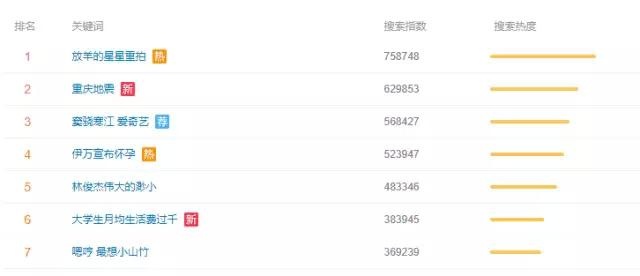 排名 关键词 搜索指数 搜索热度
1 放羊的星星重拍 热 758748
2 重庆地震 新 629853
3 窦骁寒江 爱奇艺 荐 568427
4 伊万宣布怀孕 热 523947
5 林俊杰伟大的渺小 483346
6 大学生月均生活费过千 新 383945
7 嗯哼 最想小山竹 369239